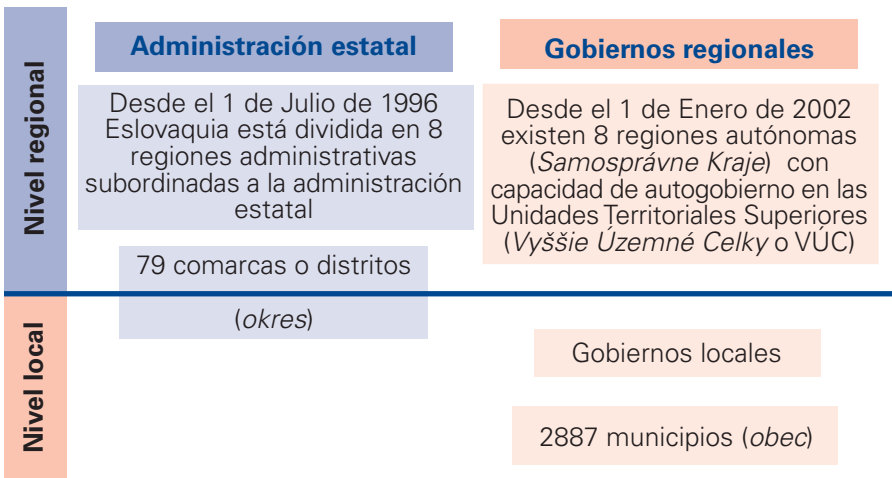 Nivel regional
Administración estatal
Desde el 1 de Julio de 1996
Eslovaquia está dividida en 8
regiones administrativas
subordinadas a la administración
estatal
79 comarcas o distritos
(okres)
Gobiernos regionales
Desde el 1 de Enero de 2002
existen 8 regiones autónomas
(Samosprávne Kraje) con
capacidad de autogobierno en las
Unidades Territoriales Superiores
(Vyššie Územné Celky o VÚC)
Nivel local
Gobiernos locales
2887 municipios (obec)